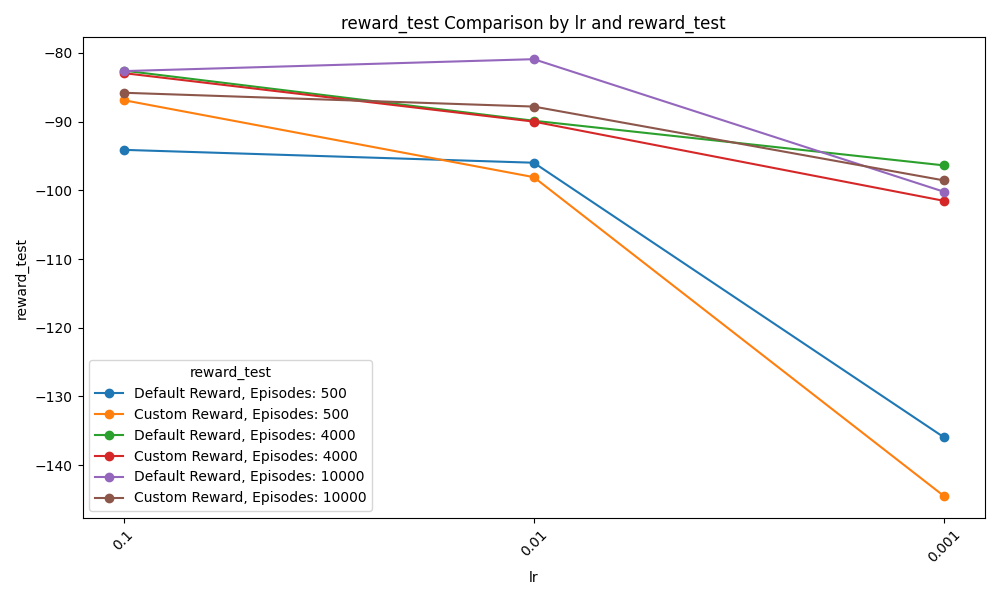 reward_test Comparison by lr and reward_test
reward_test
−80
−90
−100
−110
−120
−130
−140
reward_test
Default Reward, Episodes: 500
Custom Reward, Episodes: 500
Default Reward, Episodes: 4000
Custom Reward, Episodes: 4000
Default Reward, Episodes: 10000
Custom Reward, Episodes: 10000
0.1
0.01
0.001
lr